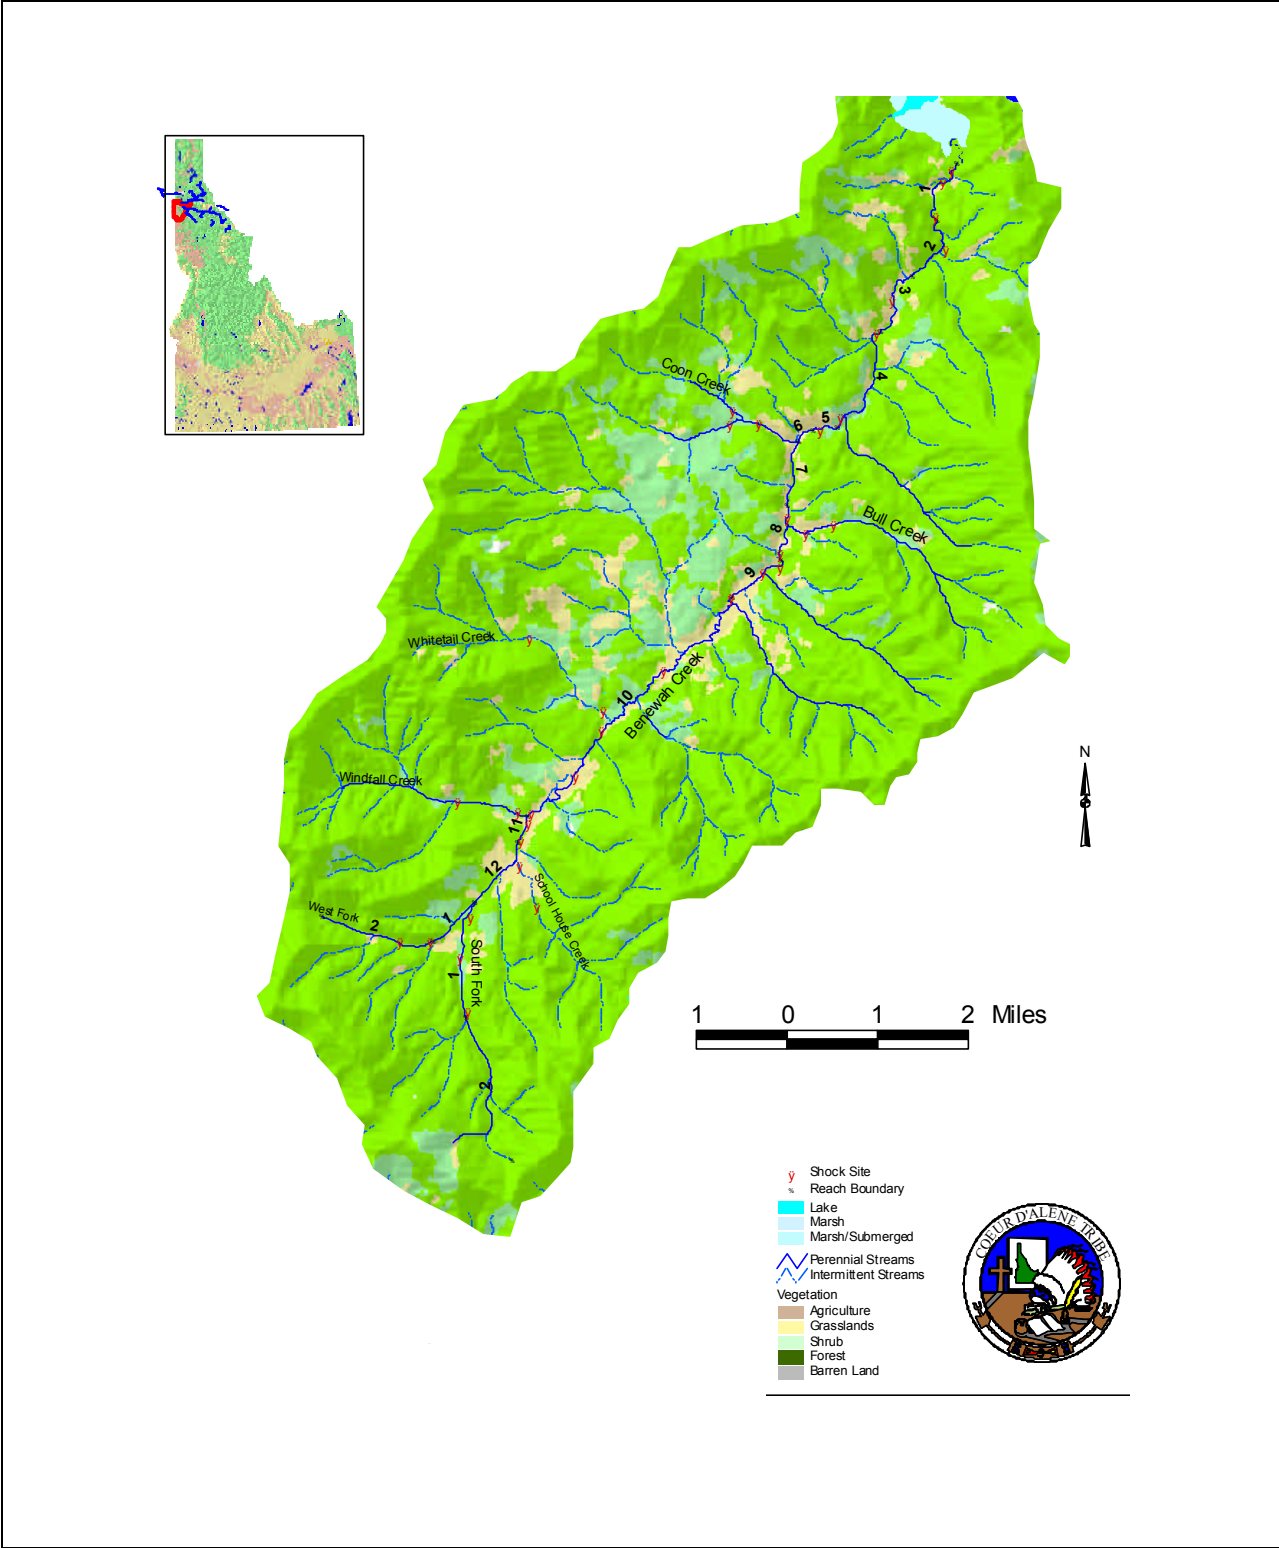 1
2
3
4
Coon Creek
5
6
7
8
Bull Creek
9
Whitetail Creek
10
Benewah Creek
N
Windfall Creek
11
12
School House Creek
West Fork
2
1
South Fork
1
2
1 0 1 2 Miles
ÿ Shock Site
% Reach Boundary
Lake
Marsh
Marsh/Submerged
Perennial Streams
Intermittent Streams
Vegetation
Agriculture
Grasslands
Shrub
Forest
Barren Land
COEUR D'ALENE TRIBE